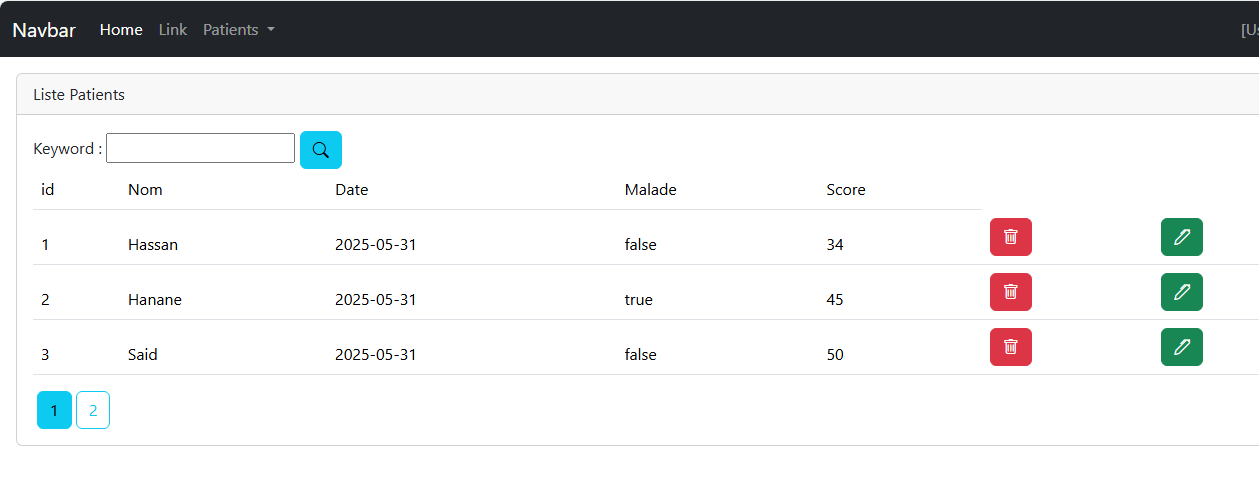 Navbar Home Link Patients [Us
Liste Patients
Keyword :
id Nom Date Malade Score
1 Hassan 2025-05-31 false 34
2 Hanane 2025-05-31 true 45
3 Said 2025-05-31 false 50
1 2